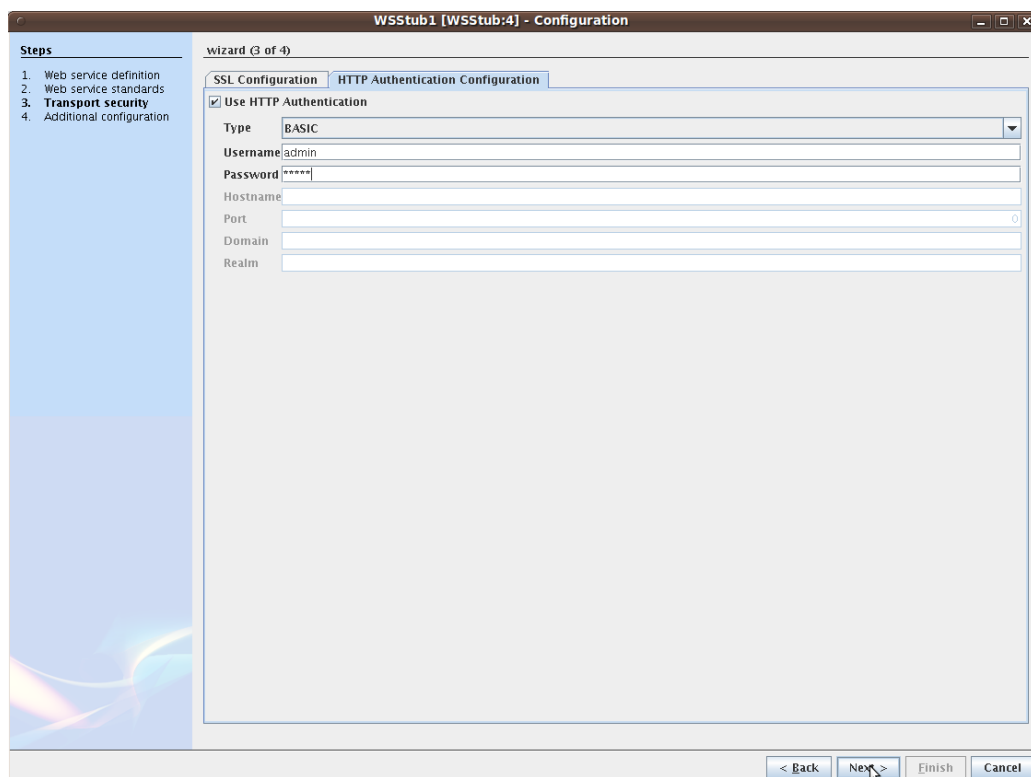 WSStub1 [WSStub:4] - Configuration
Steps
1. Web service definition
2. Web service standards
3. Transport security
4. Additional configuration
wizard (3 of 4)
SSL Configuration HTTP Authentication Configuration
Use HTTP Authentication
Type BASIC
Username admin
Password *****
Hostname
Port 0
Domain
Realm
< Back Next > Finish Cancel